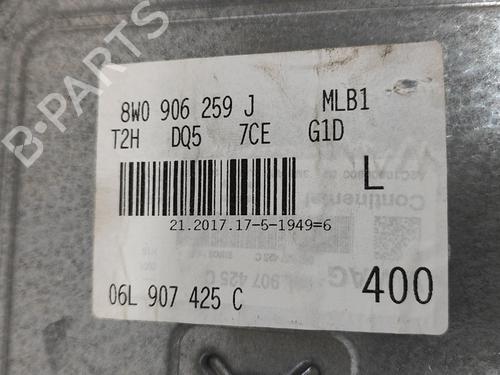 B-PARTS
8W0 906 259 J MLB1
T2H DQ5 7CE G1D
L
21.2017.17-5-1949=6
Continental
06L 907 425 C
400